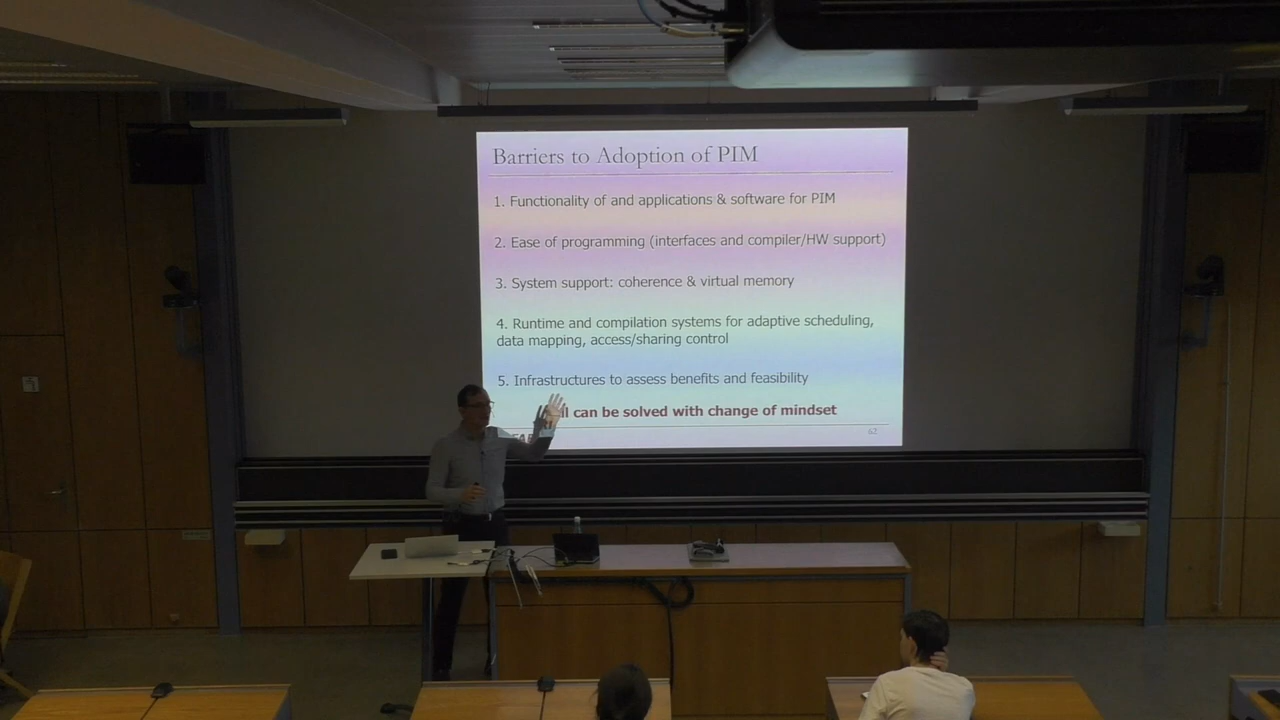 Barriers to Adoption of PIM
1. Functionality of and applications & software for PIM
2. Ease of programming (interfaces and compiler/HW support)
3. System support: coherence & virtual memory
4. Runtime and compilation systems for adaptive scheduling,
data mapping, access/sharing control
5. Infrastructures to assess benefits and feasibility
can be solved with change of mindset
62